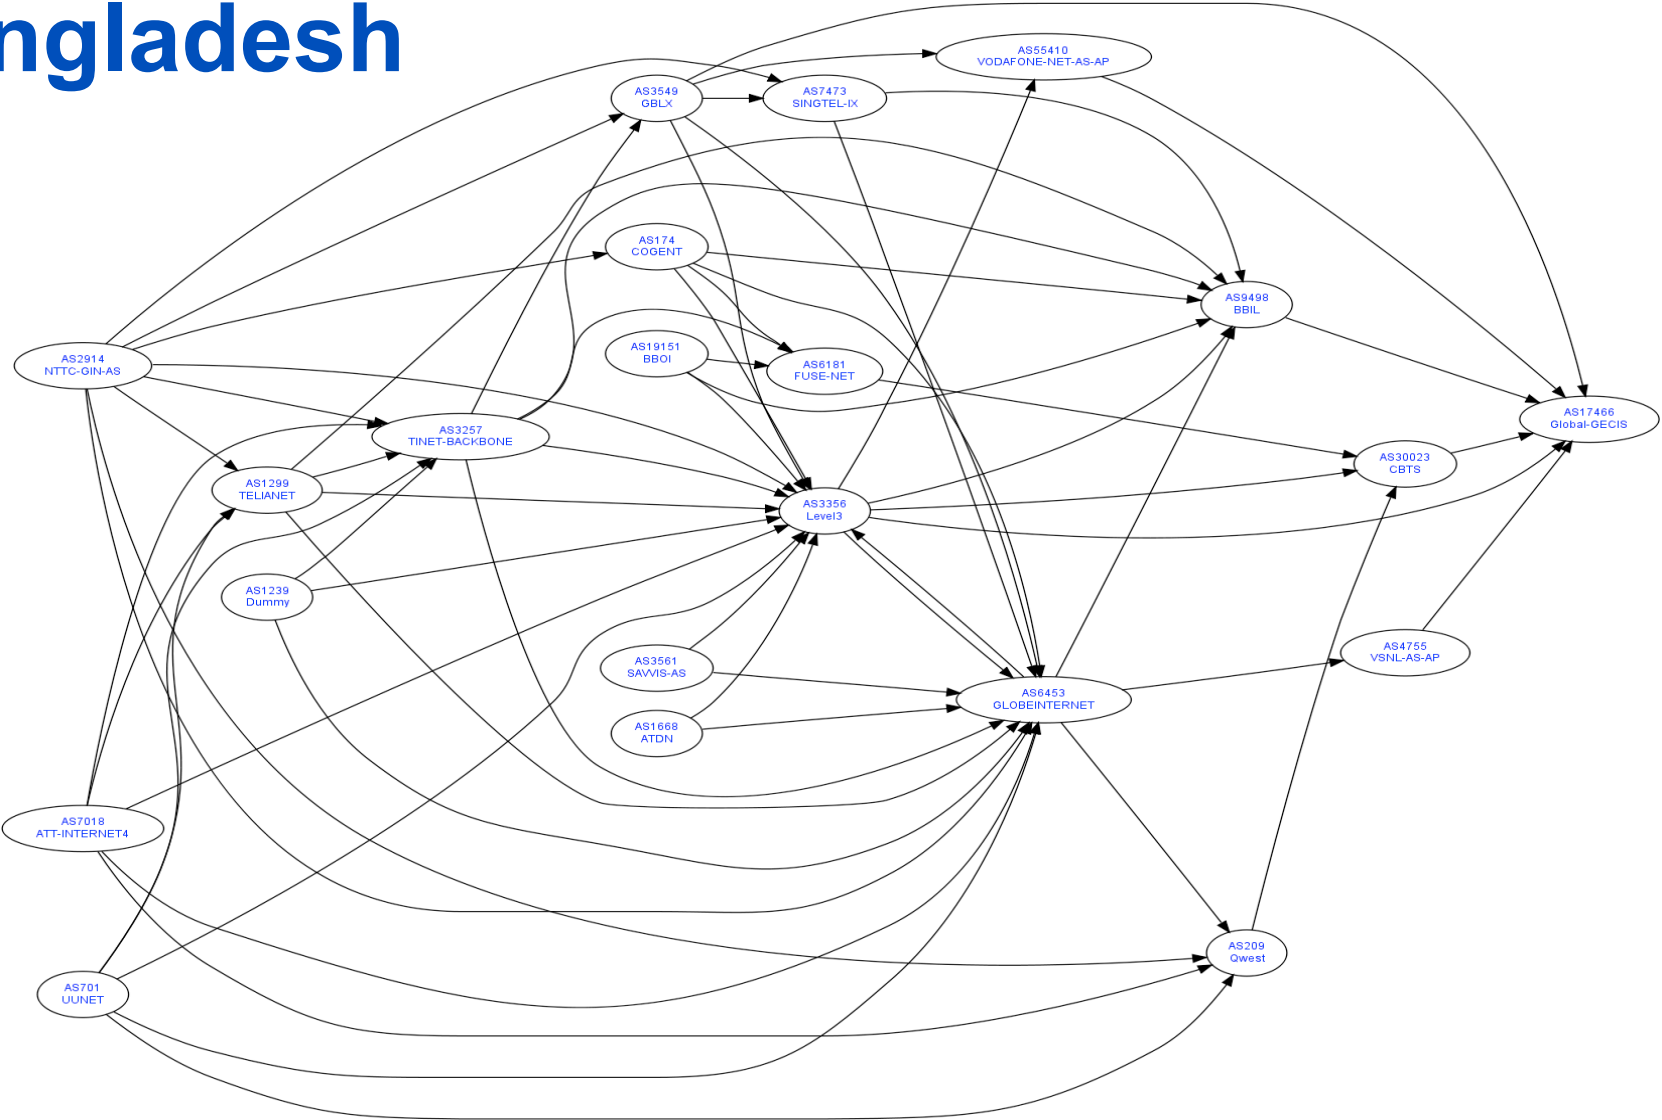 ngladesh
AS55410
VODAFONE-NET-AS-AP
AS3549
GBLX
AS7473
SINGTEL-IX
AS174
COGENT
AS9498
BBIL
AS19151
BBOI
AS6181
FUSE-NET
AS2914
NTTC-GIN-AS
AS17466
Global-GECIS
AS3257
TINET-BACKBONE
AS30023
CBTS
AS1299
TELIANET
AS3356
Level3
AS1239
Dummy
AS4755
VSNL-AS-AP
AS3561
SAVVIS-AS
AS6453
GLOBEINTERNET
AS1668
ATDN
AS7018
ATT-INTERNET4
AS209
Qwest
AS701
UUNET